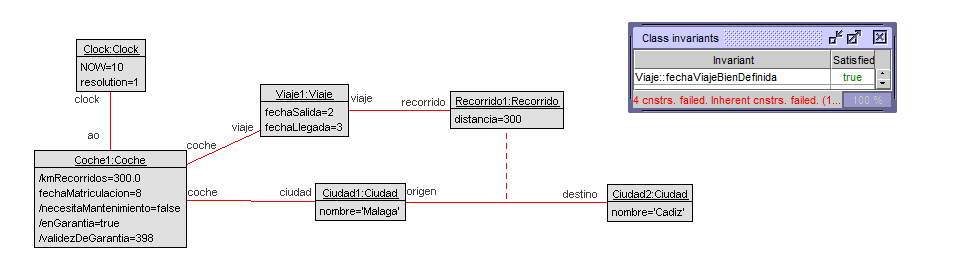 Clock:Clock
NOW=10
resolution=1
clock
ao
Coche1:Coche
/kmRecorridos=300.0
fechaMatriculacion=8
/necesitaMantenimiento=false
/enGarantia=true
/validezDeGarantia=398
coche
viaje
Viaje1:Viaje
fechaSalida=2
fechaLlegada=3
viaje
recorrido
Recorrido1:Recorrido
distancia=300
coche
ciudad
Ciudad1:Ciudad
nombre='Malaga'
origen
destino
Ciudad2:Ciudad
nombre='Cadiz'
Class invariants
Invariant Satisfied
Viaje::fechaViajeBienDefinida true
4 cnstrs. failed. Inherent cnstrs. failed. (1... 100 %